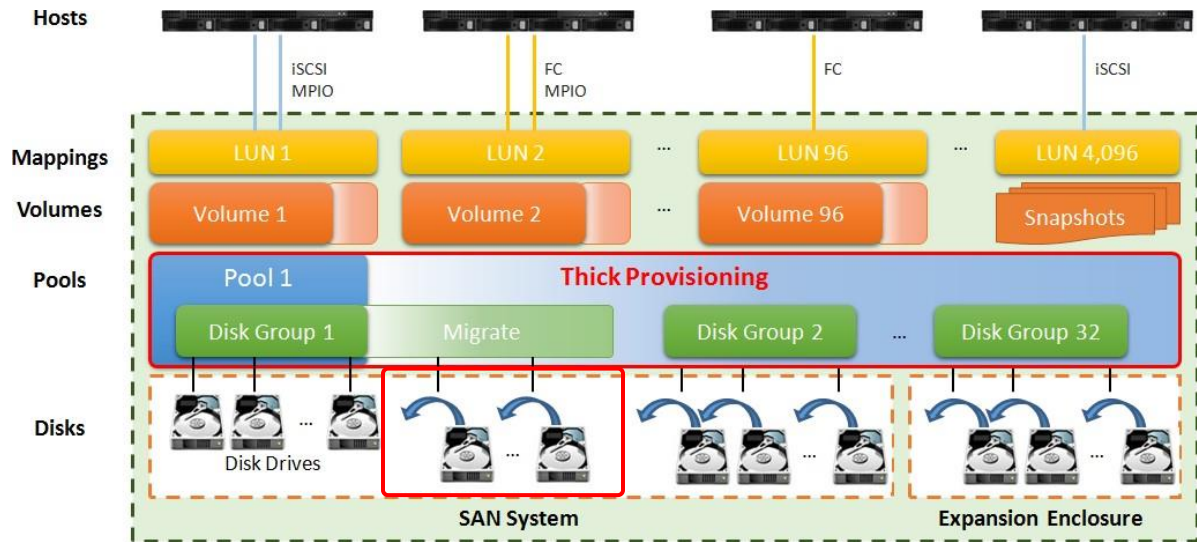 Hosts
iSCSI
MPIO
FC
MPIO
FC
iSCSI
Mappings
LUN 1
LUN 2
...
LUN 96
...
LUN 4,096
Volumes
Volume 1
Volume 2
...
Volume 96
Snapshots
Pools
Pool 1
Thick Provisioning
Disk Group 1
Migrate
Disk Group 2
...
Disk Group 32
Disks
...
...
...
...
Disk Drives
SAN System
Expansion Enclosure